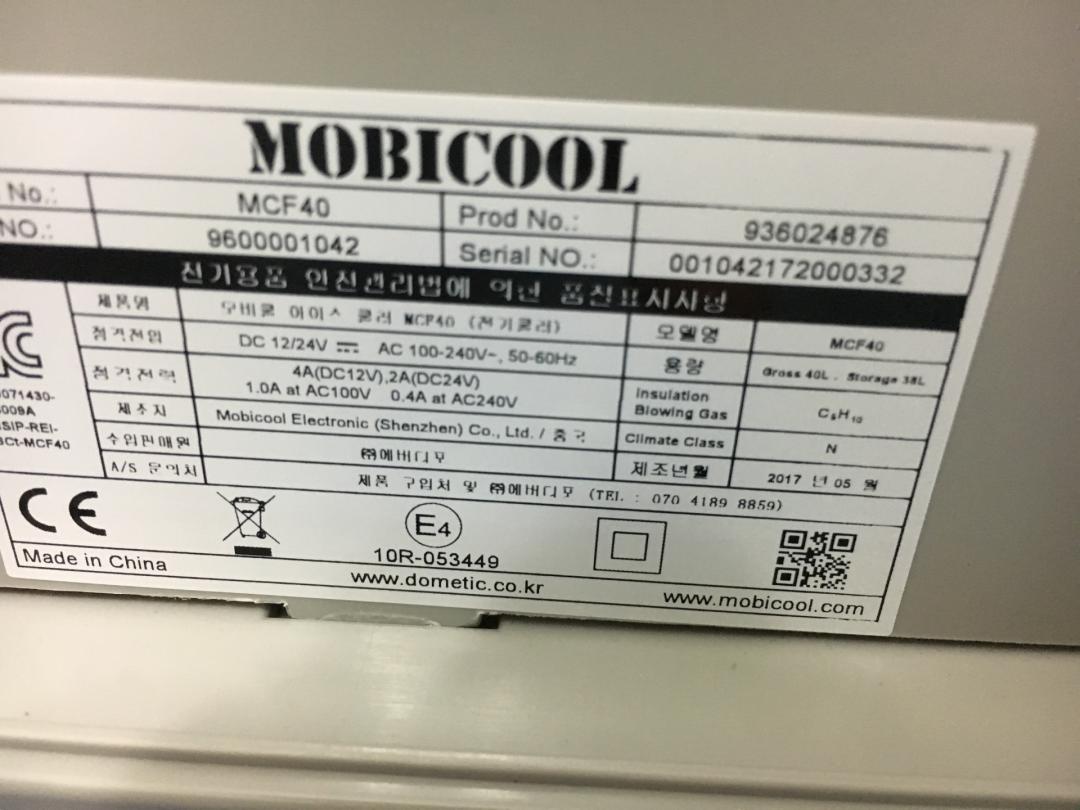 MOBICOOL
No.: MCF40 Prod No.: 936024876
NO.: 9600001042 Serial NO.: 001042172000332
전기용품 안전관리법에 의한 품질표시사항
제품명 모비쿨 아이스 쿨러 MCF40 (전기쿨러) 모델명 MCF40
정격전압 DC 12/24V AC 100-240V~, 50-60Hz 용량 Gross 40L . Storage 38L
정격전력 4A(DC12V),2A(DC24V)
1.0A at AC100V 0.4A at AC240V
Insulation
Blowing Gas C₅H₁₀
제조지 Mobicool Electronic (Shenzhen) Co., Ltd. / 중국 Climate Class N
수입판매원 ㈜에버디모 제조년월 2017 년 05 월
A/S 문의처 제품 구입처 및 ㈜에버디모 (TEL : 070 4189 8859)
071430-
009A
SIP-REI-
Ct-MCF40
CE
E4
10R-053449
Made in China
www.dometic.co.kr
www.mobicool.com